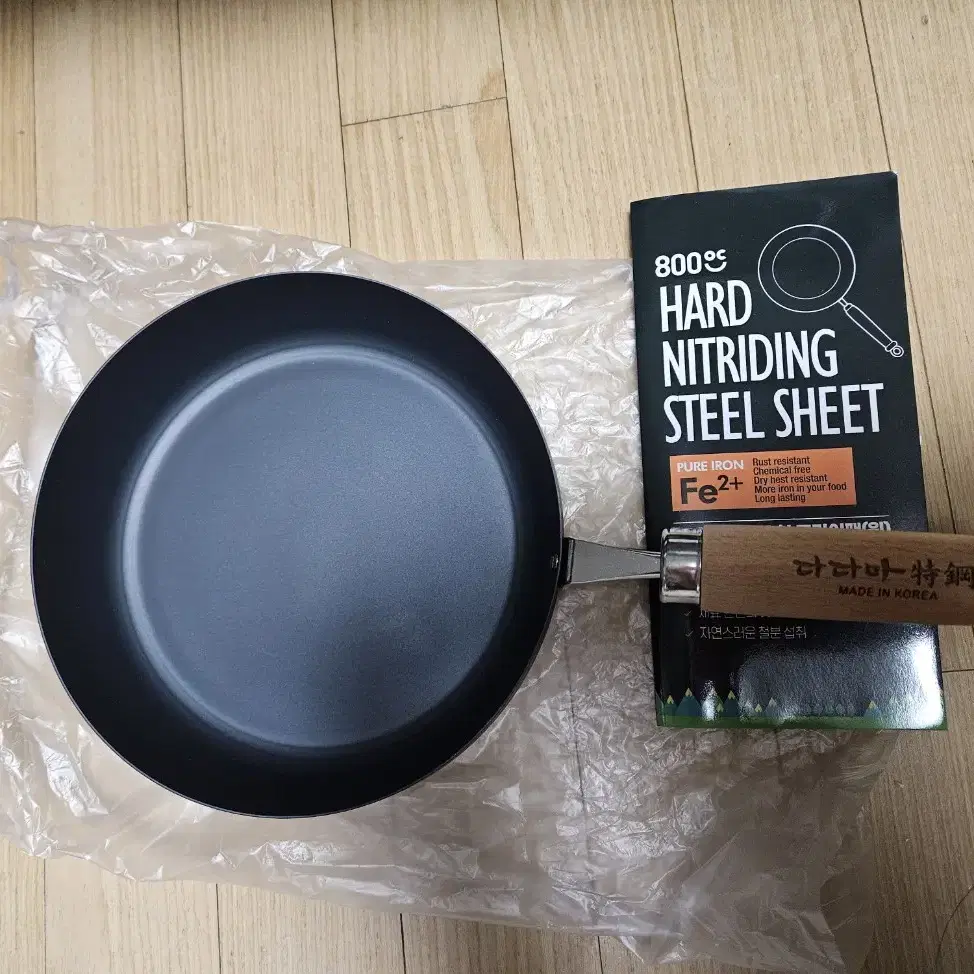 800℃
HARD
NITRIDING
STEEL SHEET
PURE IRON
Fe2+
Rust resistant
Chemical free
Dry hest resistant
More iron in your food
Long lasting
다다마 特鋼
MADE IN KOREA
✓ 자연스러운 철분 섭취